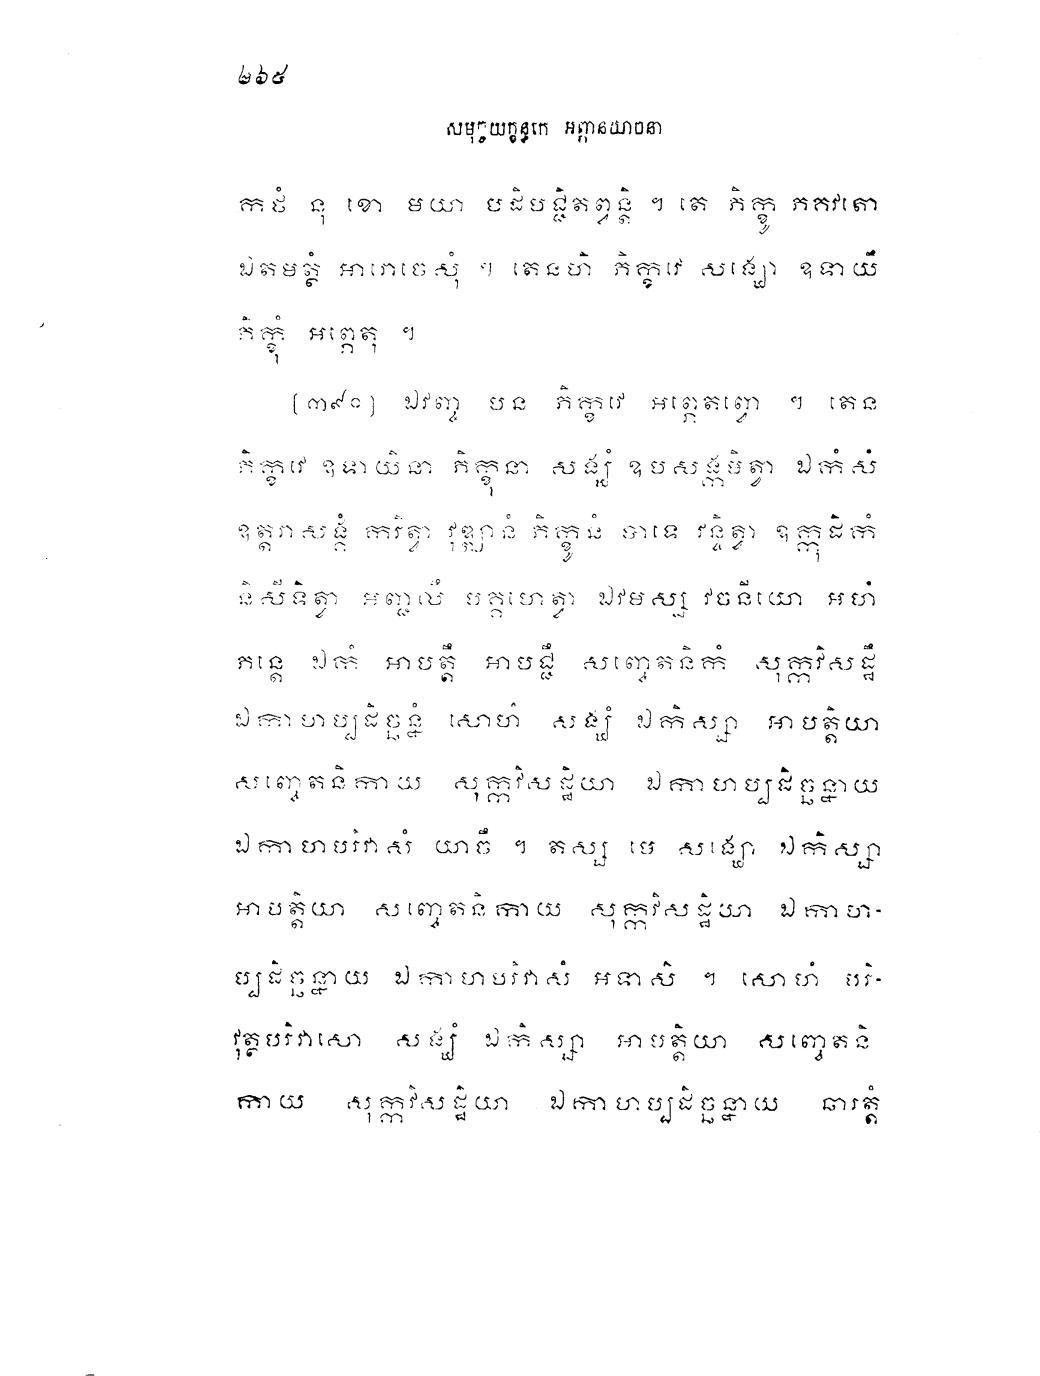 ២៦៥
សមុច្ចយក្ខន្ធកេ អព្ភានយាចនា
កថំ នុ ខោ មយា បដិបជ្ជិតព្វន្តិ ។ តេ ភិក្ខូ ភគវតោ
ឯតមត្ថំ អារោចេសុំ ។ តេនហិ ភិក្ខវេ សង្ឃោ ឧទាយឹ
ភិក្ខុំ អព្ភេតុ ។
(៣៩១) ឯវញ្ច បន ភិក្ខវេ អព្ភេតព្វោ ។ តេន
ភិក្ខវេ ឧទាយិនា ភិក្ខុនា សង្ឃំ ឧបសង្កមិត្វា ឯកំសំ
ឧត្តរាសង្គំ ករិត្វា វុឌ្ឍានំ ភិក្ខូនំ បាទេ វន្ទិត្វា ឧក្កុដិកំ
និសីទិត្វា អញ្ជលឹ បគ្គហេត្វា ឯវមស្ស វចនីយោ អហំ
ភន្តេ ឯកំ អាបត្តឹ អាបជ្ជឹ សញ្ចេតនិកំ សុក្កវិសដ្ឋឹ
ឯកាហប្បដិច្ឆន្នំ សោហំ សង្ឃំ ឯកិស្សា អាបត្តិយា
សញ្ចេតនិកាយ សុក្កវិសដ្ឋិយា ឯកាហប្បដិច្ឆន្នាយ
ឯកាហបរិវាសំ យាចឹ ។ តស្ស មេ សង្ឃោ ឯកិស្សា
អាបត្តិយា សញ្ចេតនិកាយ សុក្កវិសដ្ឋិយា ឯកាហ-
ប្បដិច្ឆន្នាយ ឯកាហបរិវាសំ អទាសិ ។ សោហំ បរិ-
វុត្ថបរិវាសោ សង្ឃំ ឯកិស្សា អាបត្តិយា សញ្ចេតនិ
កាយ សុក្កវិសដ្ឋិយា ឯកាហប្បដិច្ឆន្នាយ ឆារត្តំ